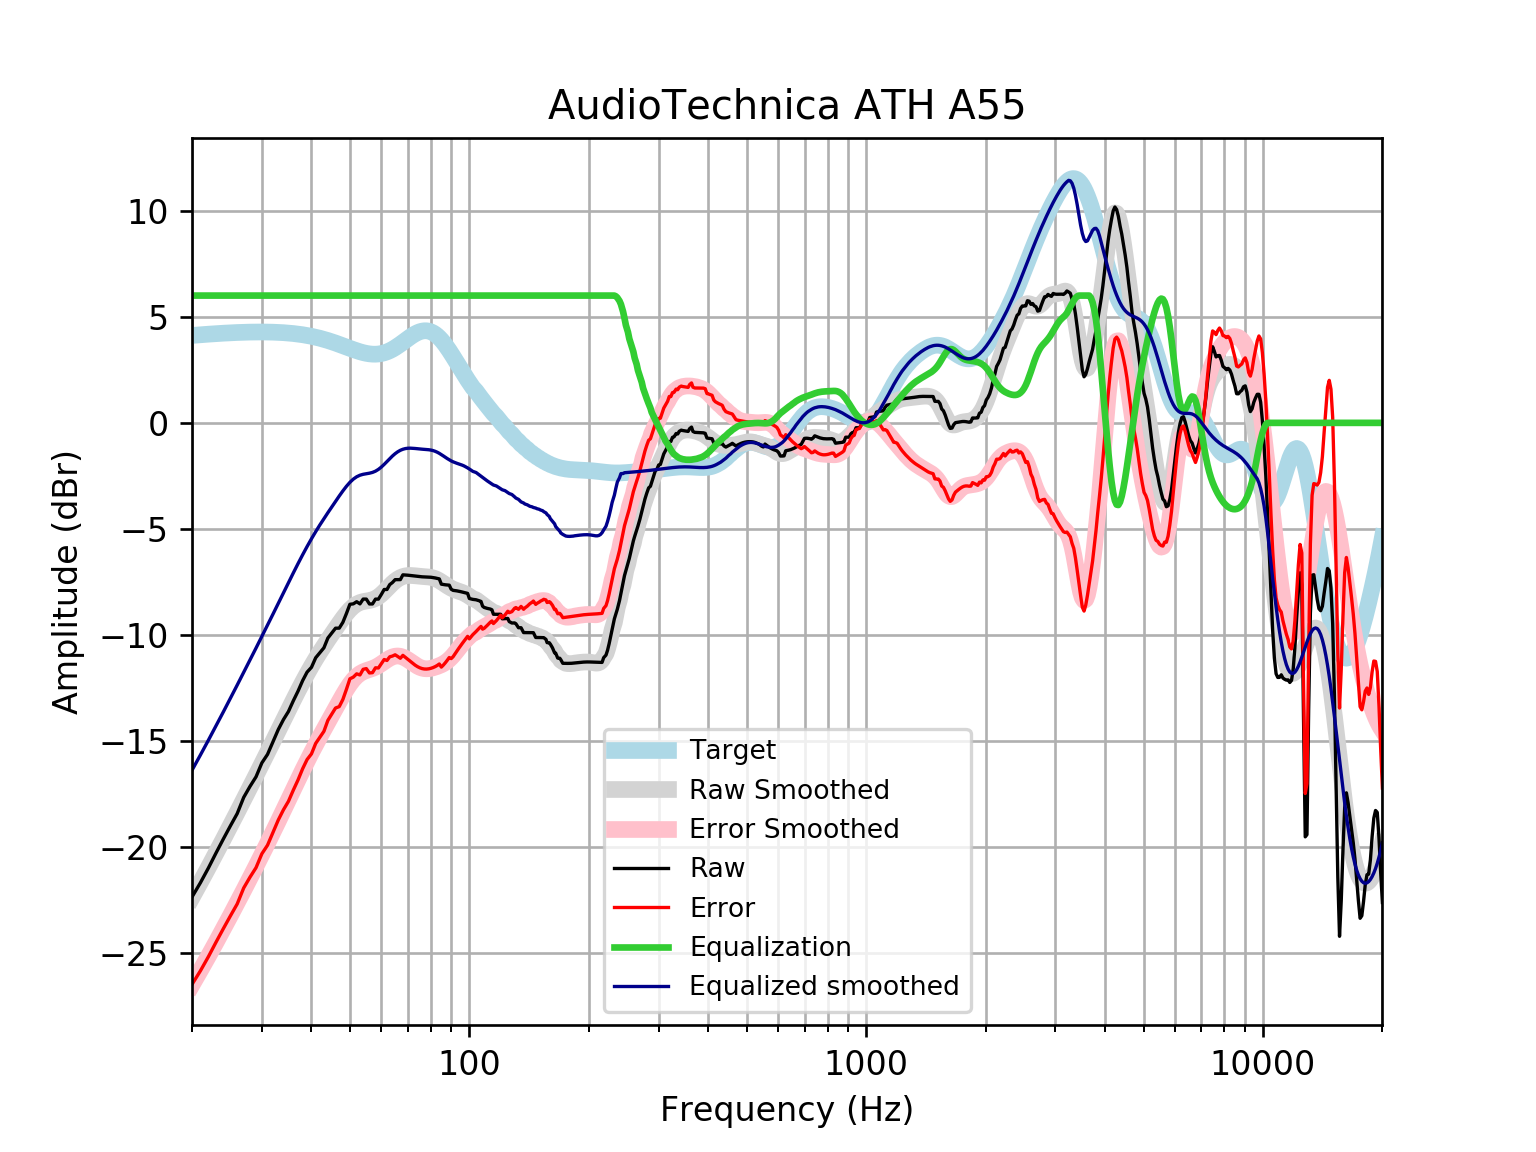 AudioTechnica ATH A55
10
5
0
−5
−10
−15
−20
−25
Amplitude (dBr)
Target
Raw Smoothed
Error Smoothed
Raw
Error
Equalization
Equalized smoothed
100
1000
10000
Frequency (Hz)